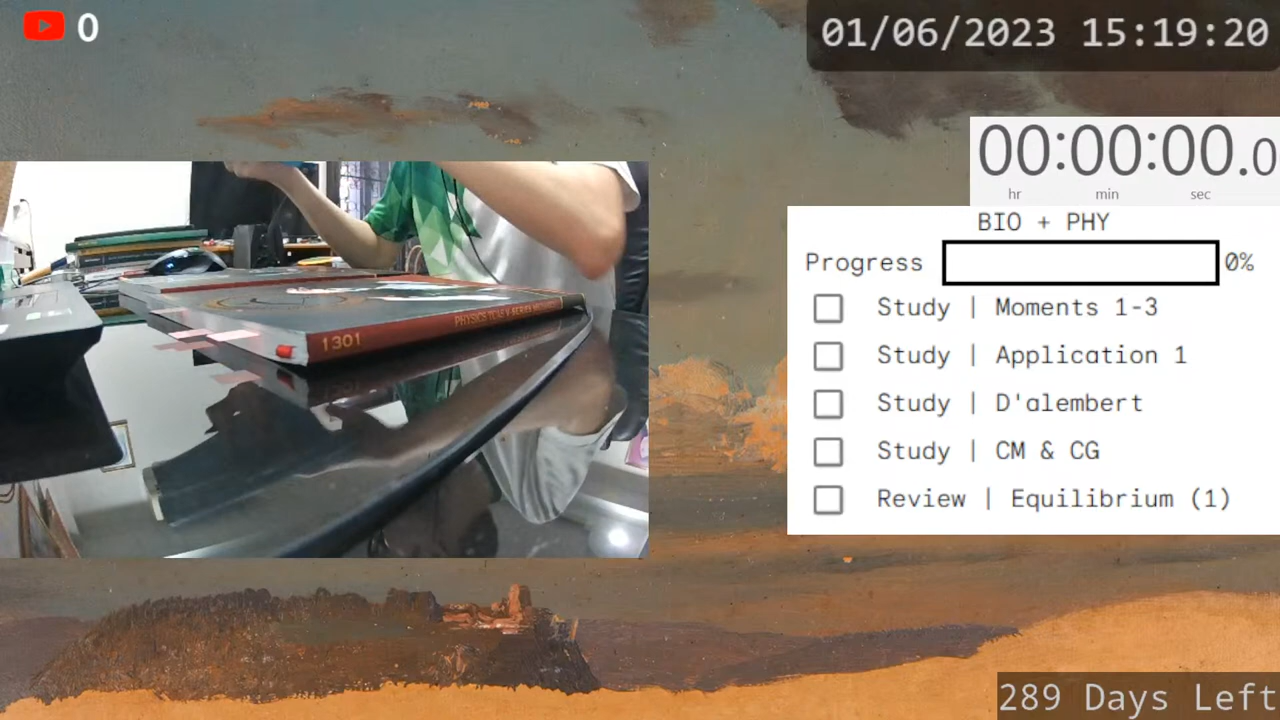 0
01/06/2023 15:19:20
00:00:00.0
hr min sec
BIO + PHY
Progress 0%
Study | Moments 1-3
Study | Application 1
Study | D'alembert
Study | CM & CG
Review | Equilibrium (1)
1301
289 Days Left